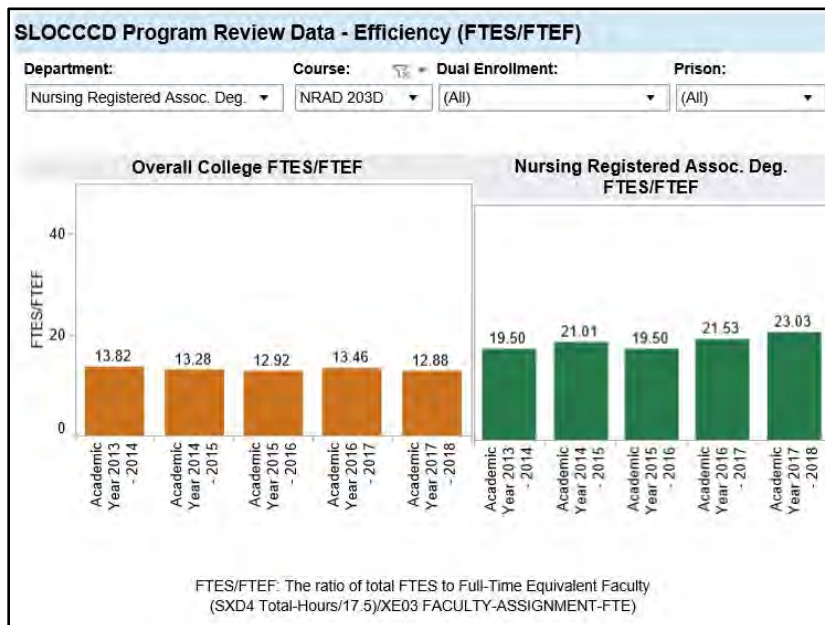 SLOCCCD Program Review Data - Efficiency (FTES/FTEF)
Department: Course: Dual Enrollment: Prison:
Nursing Registered Assoc. Deg. NRAD 203D (All) (All)
Overall College FTES/FTEF
Nursing Registered Assoc. Deg.
FTES/FTEF
FTES/FTEF
40
20
0
13.82
13.28
12.92
13.46
12.88
Academic
Year 2013
- 2014
Academic
Year 2014
- 2015
Academic
Year 2015
- 2016
Academic
Year 2016
- 2017
Academic
Year 2017
- 2018
19.50
21.01
19.50
21.53
23.03
Academic
Year 2013
- 2014
Academic
Year 2014
- 2015
Academic
Year 2015
- 2016
Academic
Year 2016
- 2017
Academic
Year 2017
- 2018
FTES/FTEF: The ratio of total FTES to Full-Time Equivalent Faculty
(SXD4 Total-Hours/17.5)/XE03 FACULTY-ASSIGNMENT-FTE)